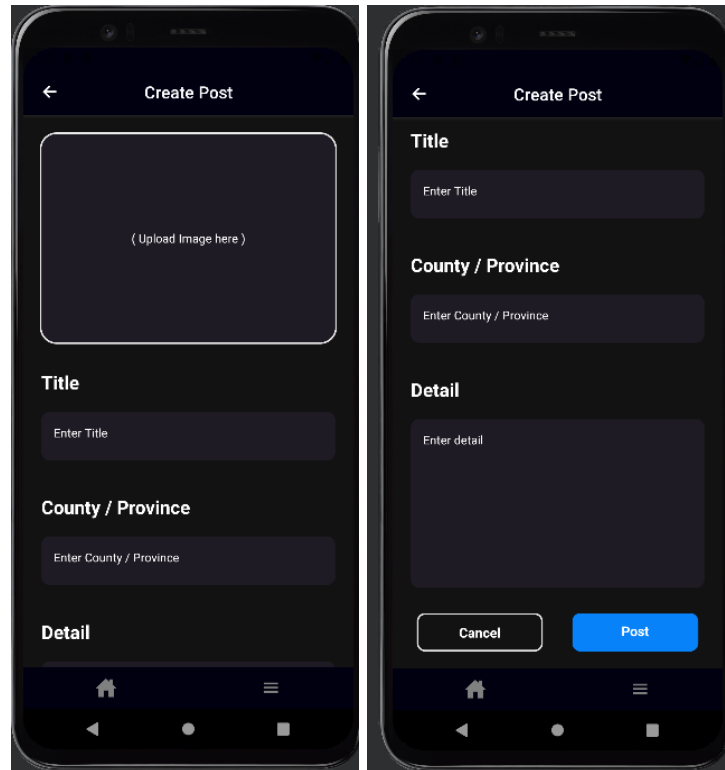 Create Post
( Upload Image here )
Title
Enter Title
County / Province
Enter County / Province
Detail
Create Post
Title
Enter Title
County / Province
Enter County / Province
Detail
Enter detail
Cancel
Post